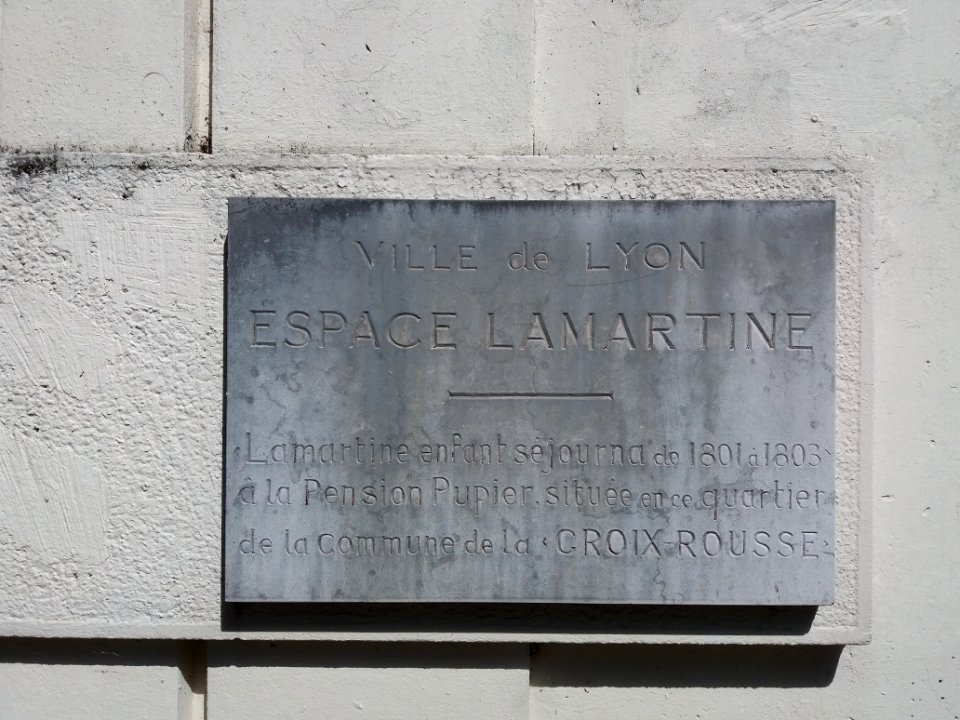 VILLE de LYON
ESPACE LAMARTINE
‹Lamartine enfant séjourna de 1801 à 1803›
à la Pension Pupier, située en ce quartier
de la Commune de la ‹CROIX-ROUSSE›